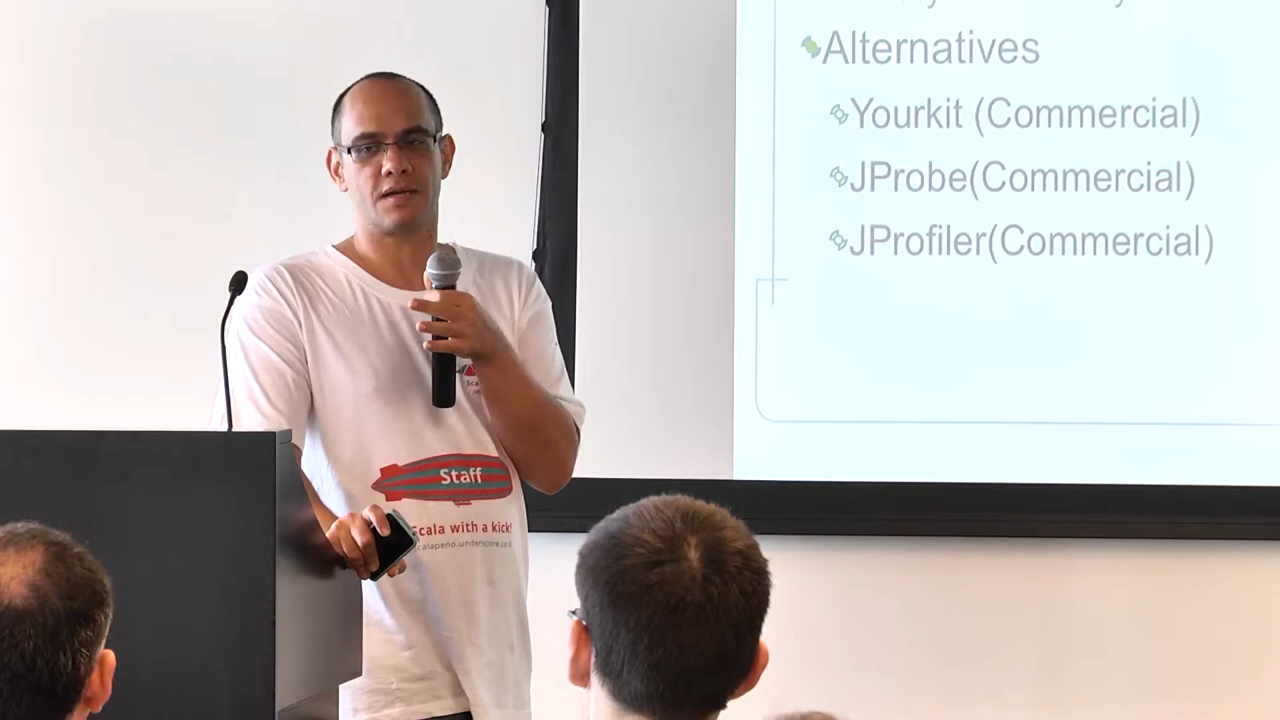 Alternatives
Yourkit (Commercial)
JProbe(Commercial)
JProfiler(Commercial)
Staff
Scala with a kick!